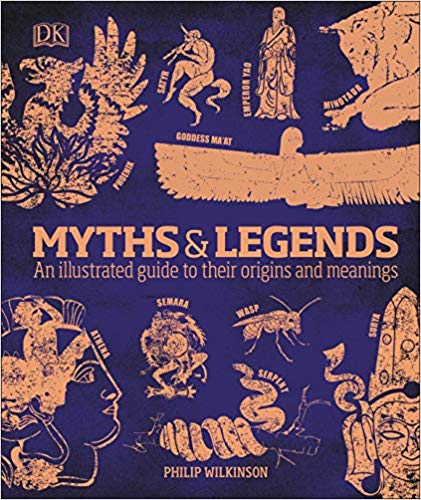 DK
SATYR
EMPEROR YAO
MINOTAUR
PHOENIX
GODDESS MA'AT
MYTHS & LEGENDS
An illustrated guide to their origins and meanings
ATHENA
SEMARA
WASP
SERPENT
SURYA
PHILIP WILKINSON